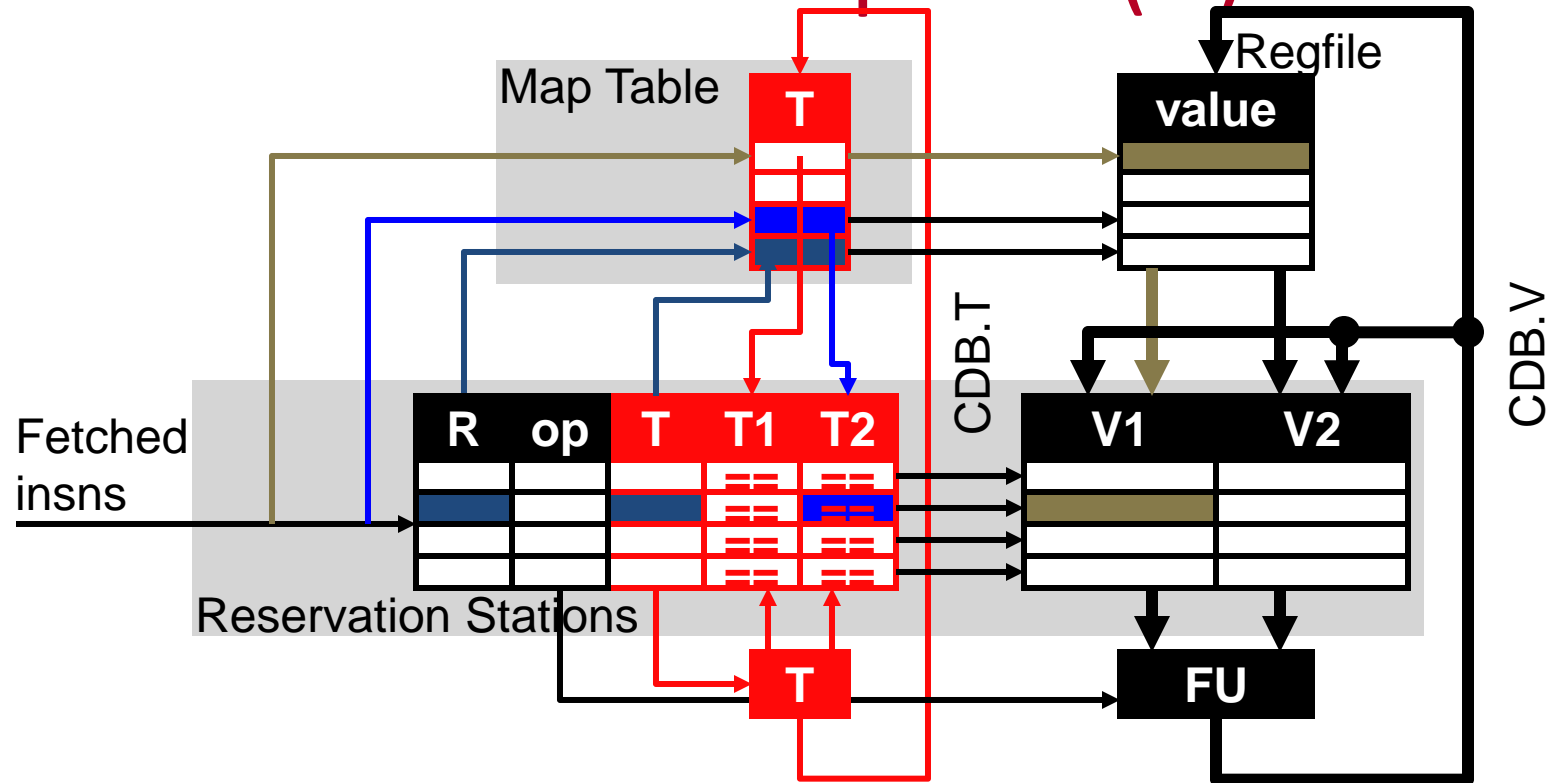 Regfile
Map Table
T
value
CDB.T
CDB.V
R op T T1 T2
V1 V2
Fetched
insns
== ==
== ==
== ==
== ==
Reservation Stations
T
FU